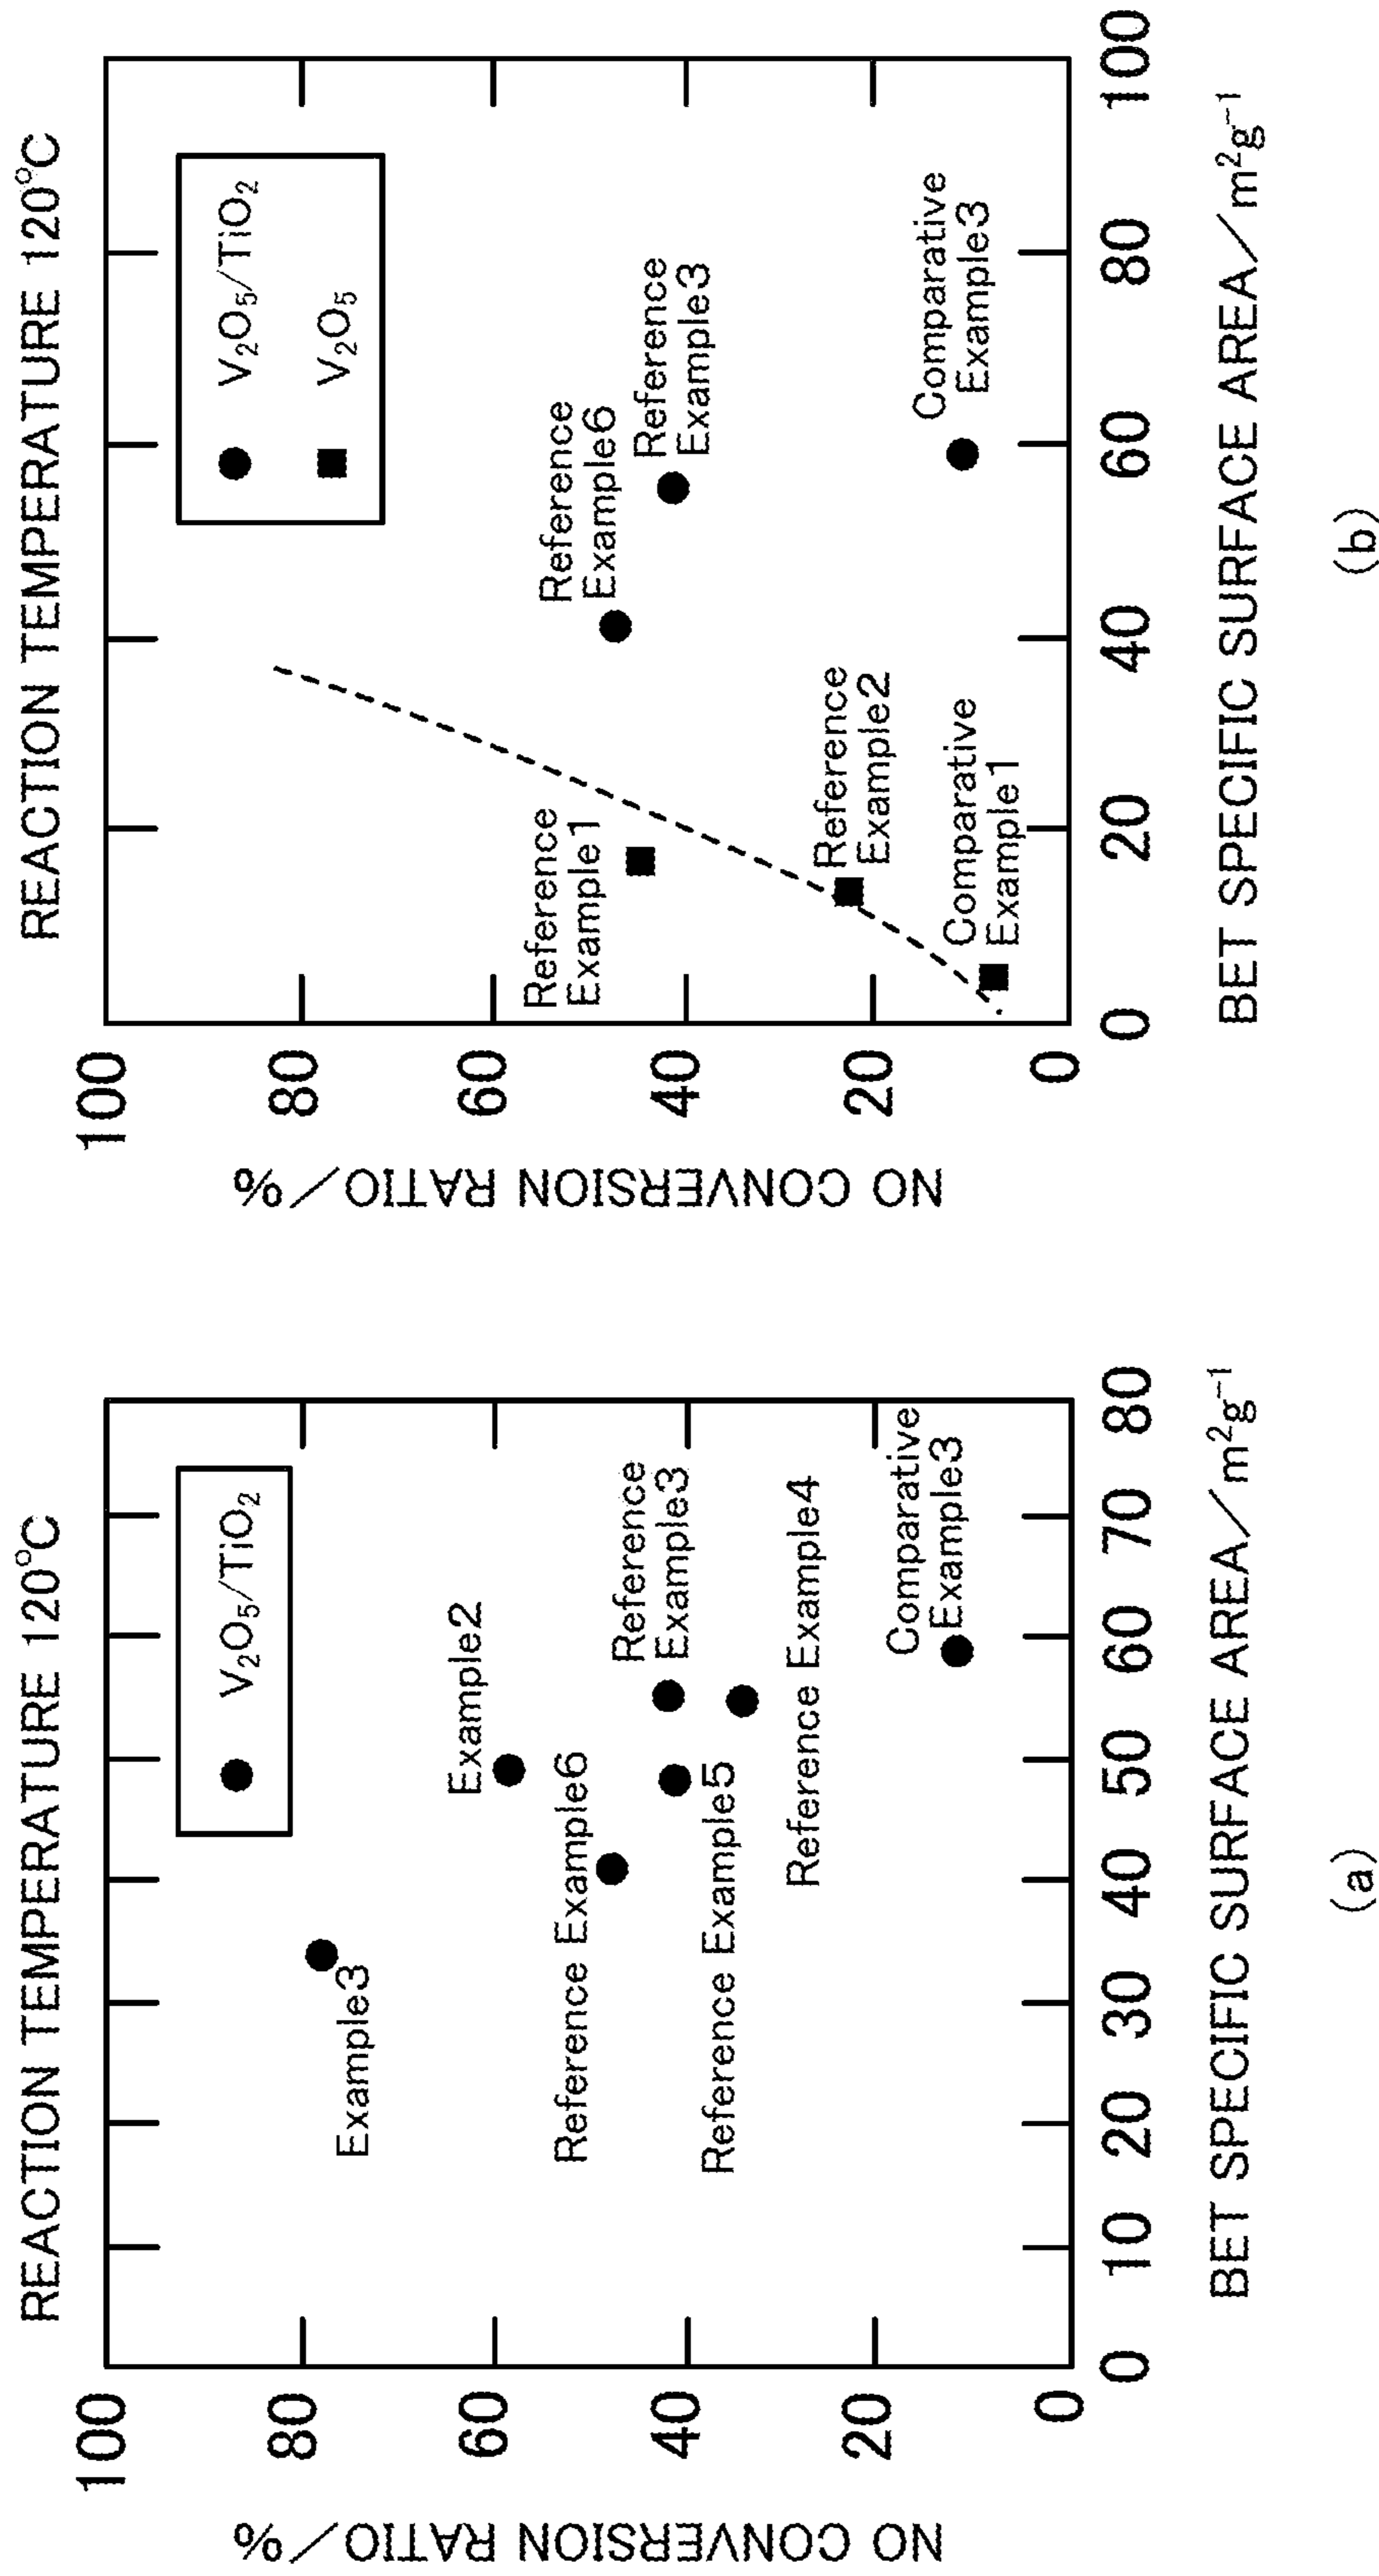 REACTION TEMPERATURE 120°C
NO CONVERSION RATIO/%
100
80
60
40
20
0
V₂O₅/TiO₂
Example3
Example2
Reference Example6
Reference
Example3
Reference Example5
Reference Example4
Comparative
Example3
0 10 20 30 40 50 60 70 80
BET SPECIFIC SURFACE AREA/m²g⁻¹
(a)
REACTION TEMPERATURE 120°C
NO CONVERSION RATIO/%
100
80
60
40
20
0
V₂O₅/TiO₂
V₂O₅
Reference
Example1
Reference
Example6
Reference
Example3
Reference
Example2
Comparative
Example1
Comparative
Example3
0 20 40 60 80 100
BET SPECIFIC SURFACE AREA/m²g⁻¹
(b)